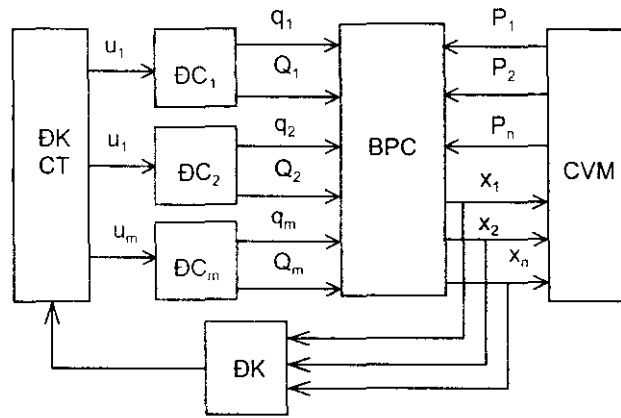 ĐK
CT
u₁
u₁
uₘ
ĐC₁
ĐC₂
ĐCₘ
q₁
Q₁
q₂
Q₂
qₘ
Qₘ
BPC
P₁
P₂
Pₙ
x₁
x₂
xₙ
CVM
ĐK